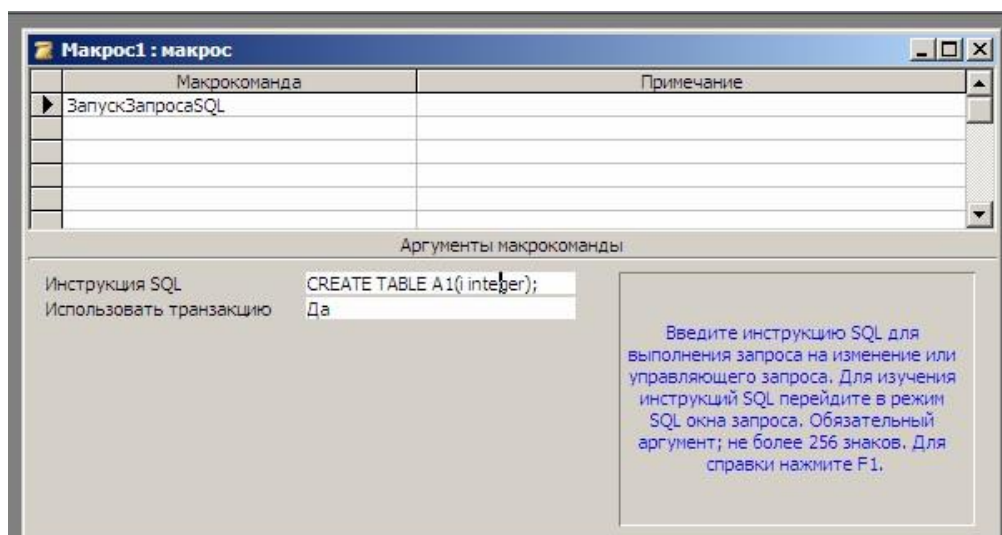 Макрос1 : макрос
Макрокоманда Примечание
ЗапускЗапросаSQL
Аргументы макрокоманды
Инструкция SQL CREATE TABLE A1(i integer);
Использовать транзакцию Да
Введите инструкцию SQL для
выполнения запроса на изменение или
управляющего запроса. Для изучения
инструкций SQL перейдите в режим
SQL окна запроса. Обязательный
аргумент; не более 256 знаков. Для
справки нажмите F1.